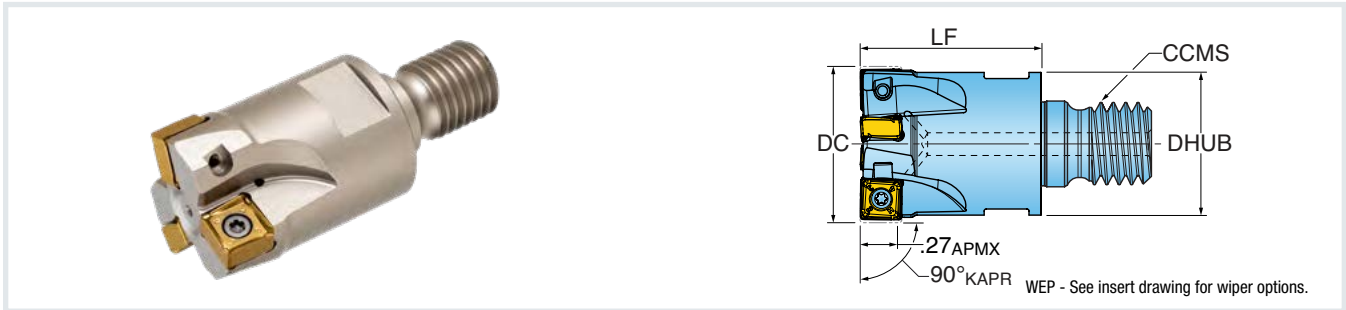 LF
CCMS
DC
DHUB
.27APMX
90°KAPR
WEP - See insert drawing for wiper options.